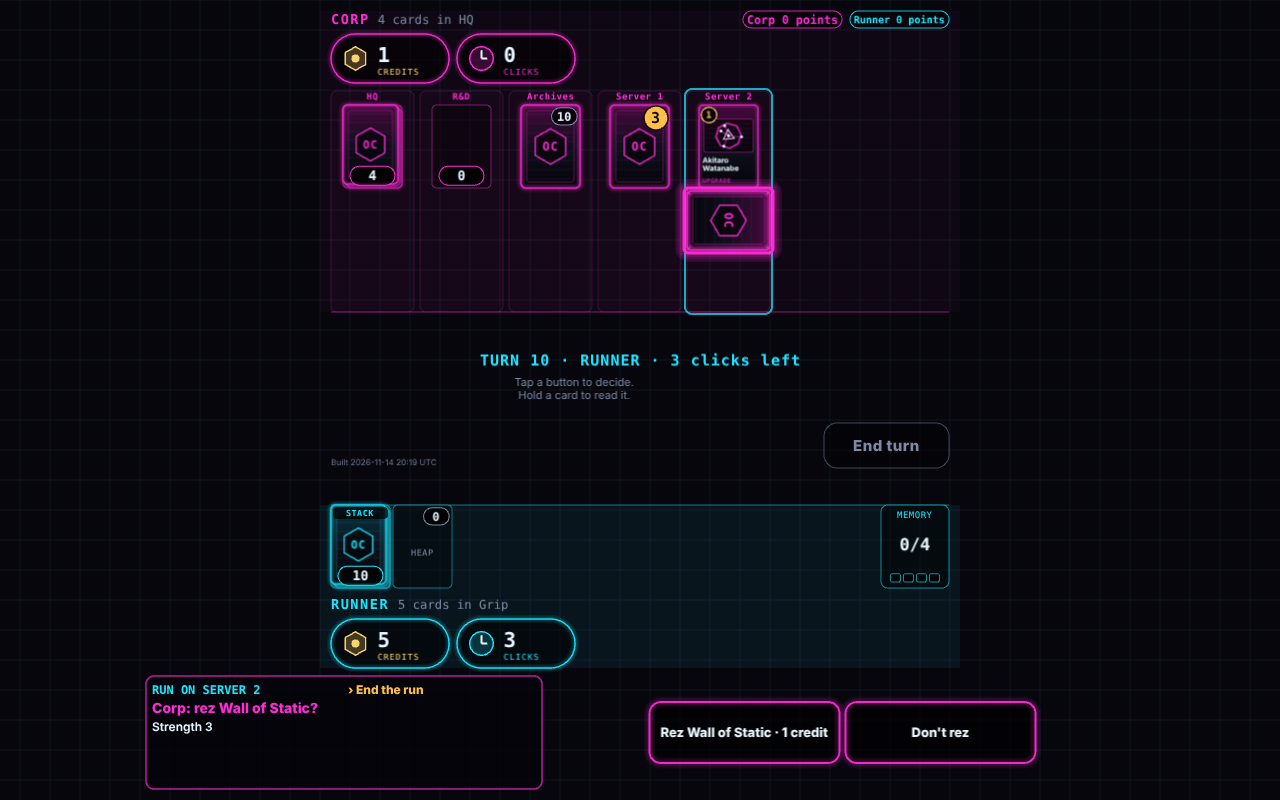 CORP 4 cards in HQ
Corp 0 points
Runner 0 points
1
CREDITS
0
CLICKS
HQ
R&D
Archives
Server 1
Server 2
OC
4
0
10
OC
3
OC
1
Akitaro
Watanabe
UPGRADE
OC
TURN 10 · RUNNER · 3 clicks left
Tap a button to decide.
Hold a card to read it.
End turn
Built 2026-11-14 20:19 UTC
STACK
OC
10
0
HEAP
MEMORY
0/4
RUNNER 5 cards in Grip
5
CREDITS
3
CLICKS
RUN ON SERVER 2
› End the run
Corp: rez Wall of Static?
Strength 3
Rez Wall of Static · 1 credit
Don't rez